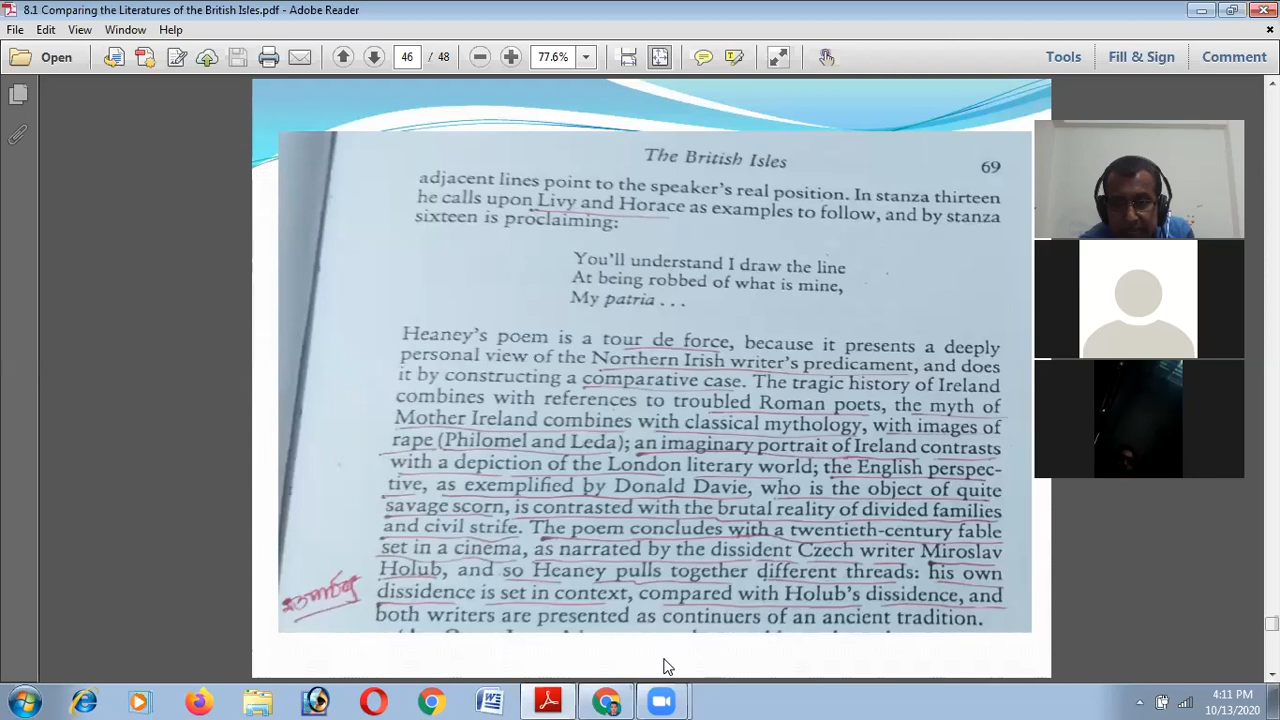 8.1 Comparing the Literatures of the British Isles.pdf - Adobe Reader
File Edit View Window Help
Open 46 / 48 77.6% Tools Fill & Sign Comment
The British Isles 69
adjacent lines point to the speaker's real position. In stanza thirteen
he calls upon Livy and Horace as examples to follow, and by stanza
sixteen is proclaiming:
You'll understand I draw the line
At being robbed of what is mine,
My patria . . .
Heaney's poem is a tour de force, because it presents a deeply
personal view of the Northern Irish writer's predicament, and does
it by constructing a comparative case. The tragic history of Ireland
combines with references to troubled Roman poets, the myth of
Mother Ireland combines with classical mythology, with images of
rape (Philomel and Leda); an imaginary portrait of Ireland contrasts
with a depiction of the London literary world; the English perspec-
tive, as exemplified by Donald Davie, who is the object of quite
savage scorn, is contrasted with the brutal reality of divided families
and civil strife. The poem concludes with a twentieth-century fable
set in a cinema, as narrated by the dissident Czech writer Miroslav
Holub, and so Heaney pulls together different threads: his own
dissidence is set in context, compared with Holub's dissidence, and
both writers are presented as continuers of an ancient tradition.
4:11 PM
10/13/2020